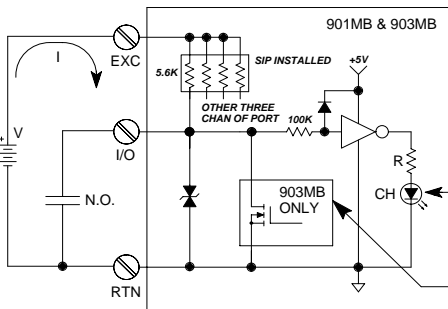 901MB & 903MB
I
EXC
5.6K
SIP INSTALLED
+5V
OTHER THREE
CHAN OF PORT
100K
+
V
I/O
R
903MB
ONLY
CH
N.O.
RTN